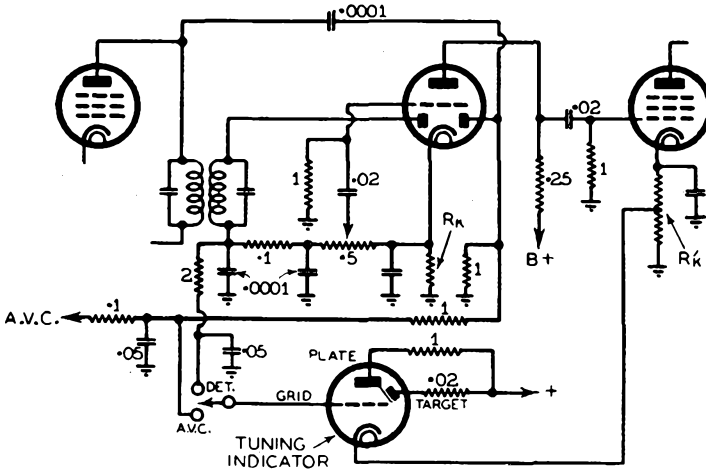 .0001
.02
1
.02
.25
1
RK
.1
.5
B+
R'K
2
.0001
1
A.V.C.
.1
1
.05
.05
PLATE
1
DET.
GRID
.02
TARGET
+
A.V.C.
TUNING
INDICATOR